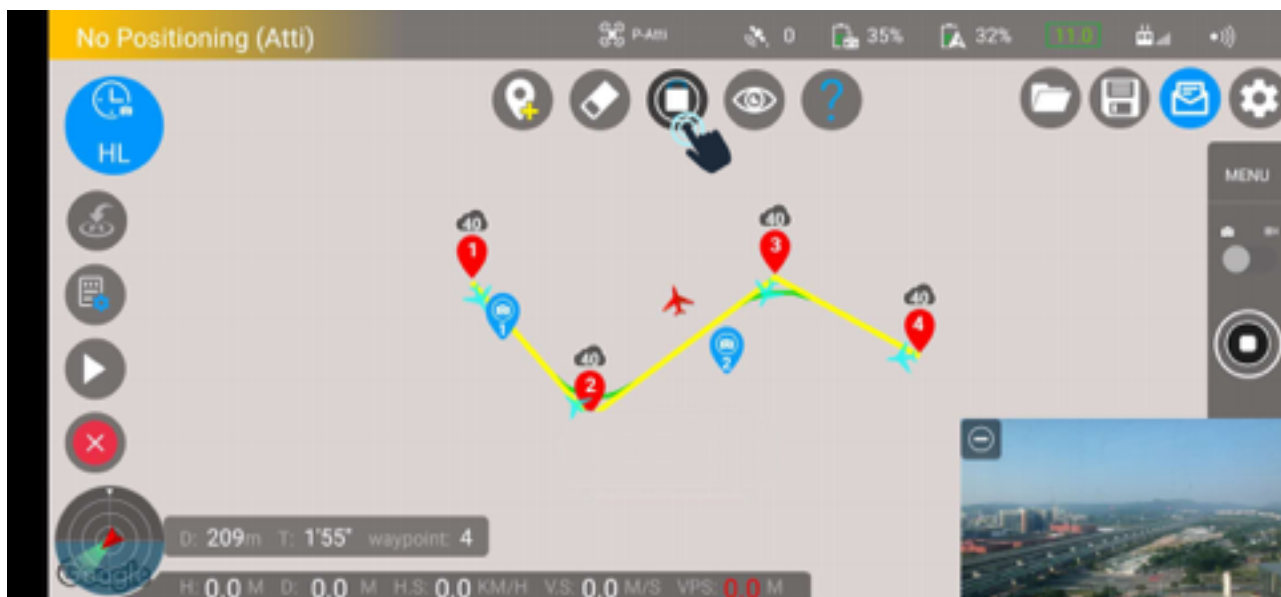 No Positioning (Atti) P-Atti 0 35% 32% 11.0
HL
MENU
40
1
40
3
40
4
1
2
40
2
D: 209m T: 1'55" waypoint: 4
Google
H: 0.0 M D: 0.0 M H.S: 0.0 KM/H V.S: 0.0 M/S VPS: 0.0 M